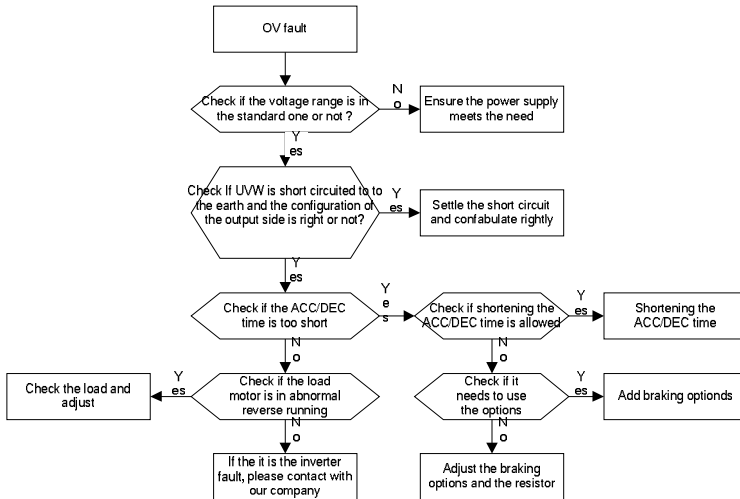 OV fault
Check if the voltage range is in
the standard one or not ?
N
o
Ensure the power supply
meets the need
Y
es
Check If UVW is short circuited to to
the earth and the configuration of
the output side is right or not?
Y
es
Settle the short circuit
and confabulate rightly
Y
es
Check if the ACC/DEC
time is too short
Y
e
s
Check if shortening the
ACC/DEC time is allowed
Y
es
Shortening the
ACC/DEC time
N
o
N
o
Check the load and
adjust
Y
es
Check if the load
motor is in abnormal
reverse running
Check if it
needs to use
the options
Y
es
Add braking optionds
N
o
N
o
If the it is the inverter
fault, please contact with
our company
Adjust the braking
options and the resistor